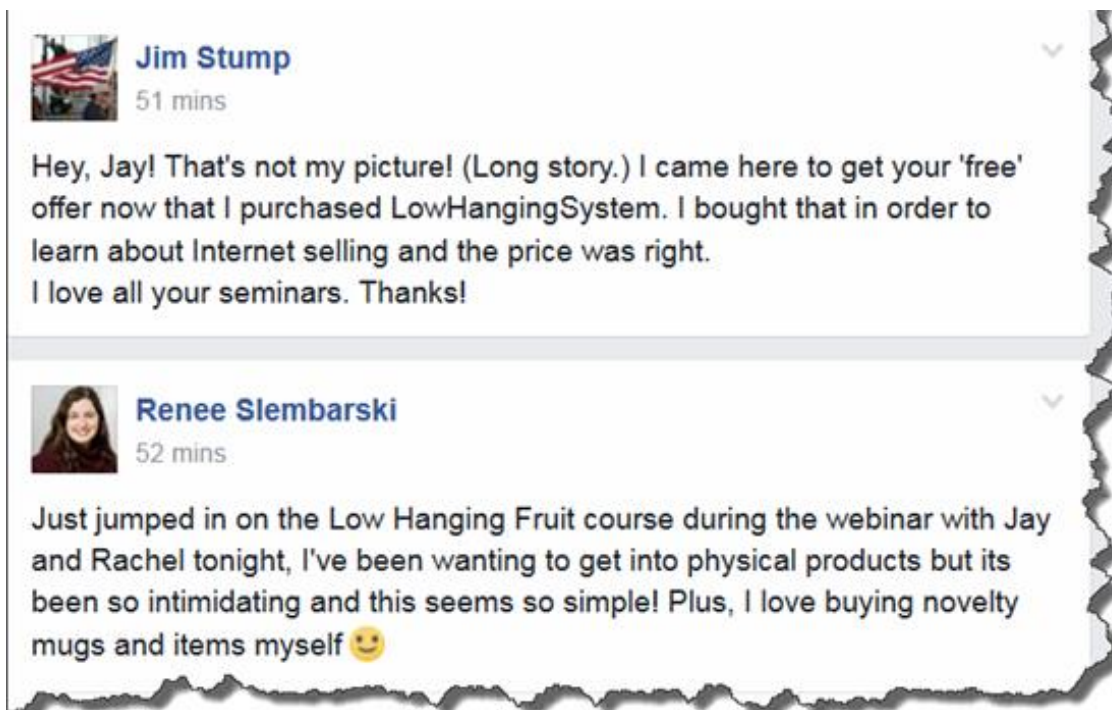 Jim Stump
51 mins
Hey, Jay! That's not my picture! (Long story.) I came here to get your 'free'
offer now that I purchased LowHangingSystem. I bought that in order to
learn about Internet selling and the price was right.
I love all your seminars. Thanks!
Renee Slembarski
52 mins
Just jumped in on the Low Hanging Fruit course during the webinar with Jay
and Rachel tonight, I've been wanting to get into physical products but its
been so intimidating and this seems so simple! Plus, I love buying novelty
mugs and items myself 🙂